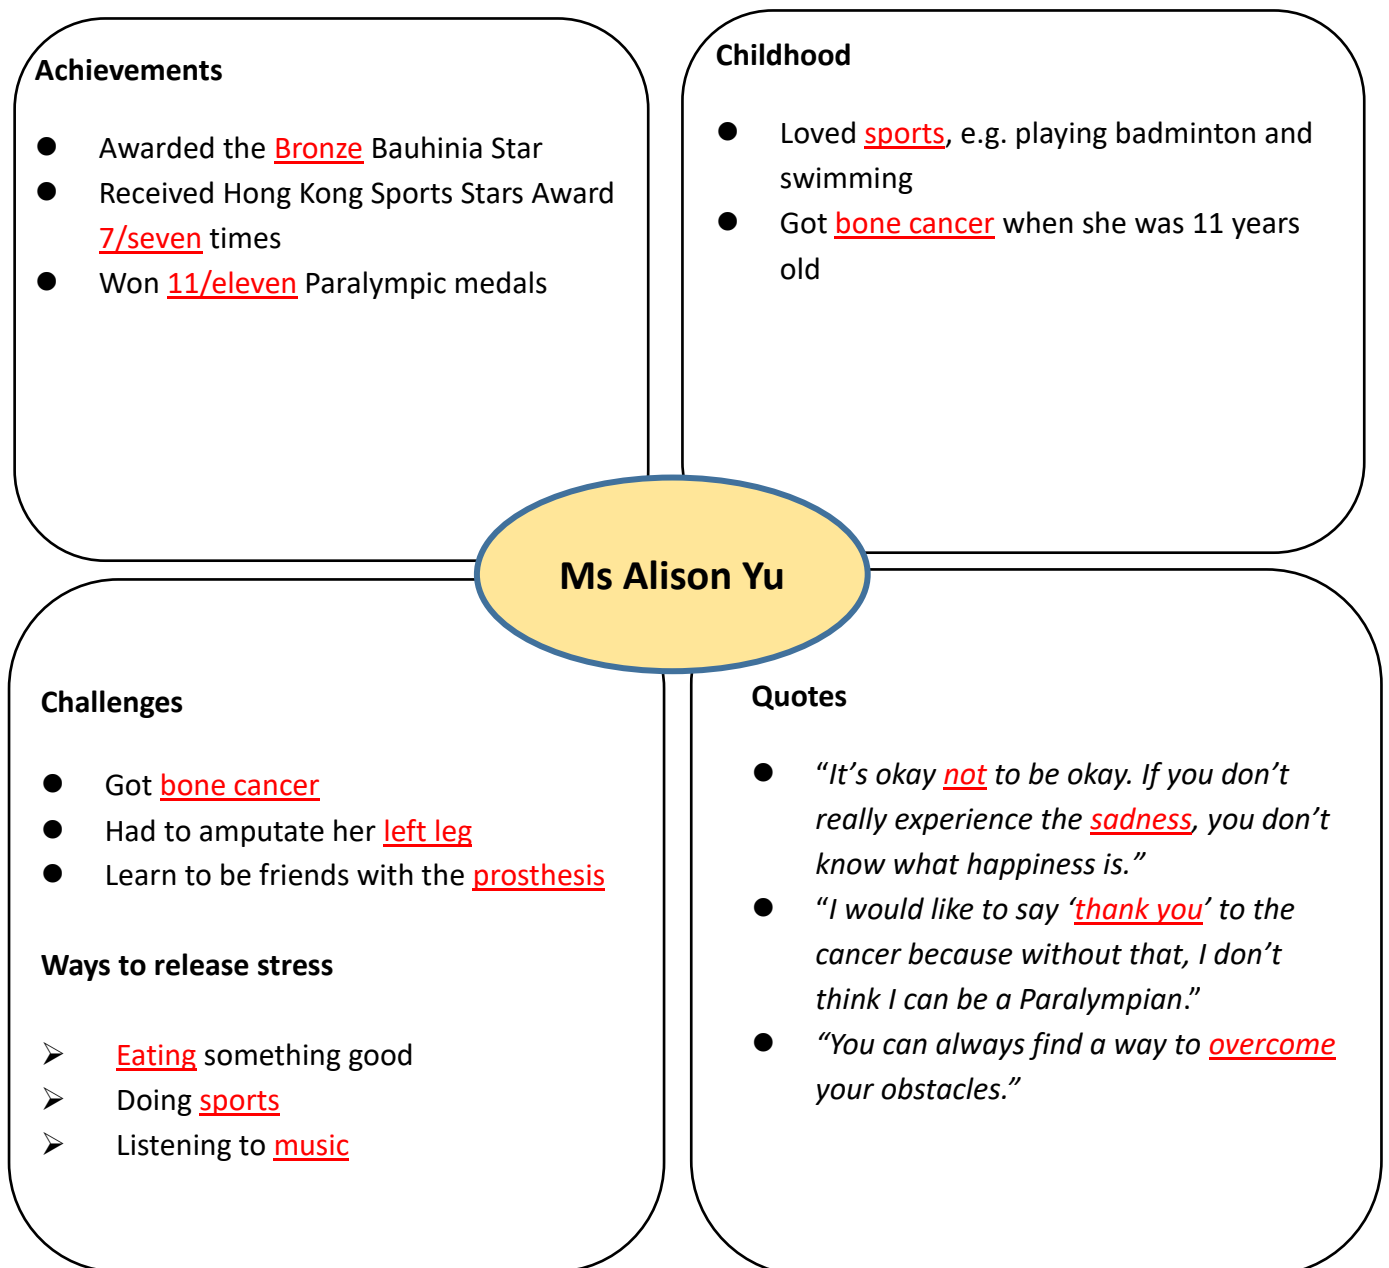 Achievements
● Awarded the Bronze Bauhinia Star
● Received Hong Kong Sports Stars Award
7/seven times
● Won 11/eleven Paralympic medals
Childhood
● Loved sports, e.g. playing badminton and
swimming
● Got bone cancer when she was 11 years
old
Ms Alison Yu
Challenges
● Got bone cancer
● Had to amputate her left leg
● Learn to be friends with the prosthesis
Ways to release stress
➢ Eating something good
➢ Doing sports
➢ Listening to music
Quotes
● “It’s okay not to be okay. If you don’t
really experience the sadness, you don’t
know what happiness is.”
● “I would like to say ‘thank you’ to the
cancer because without that, I don’t
think I can be a Paralympian.”
● “You can always find a way to overcome
your obstacles.”